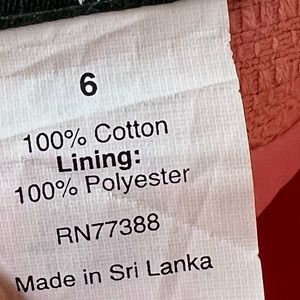 6
100% Cotton
Lining:
100% Polyester
RN77388
Made in Sri Lanka